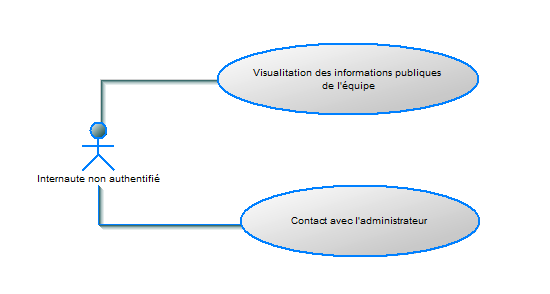 Visualitation des informations publiques
de l'équipe
Internaute non authentifié
Contact avec l'administrateur